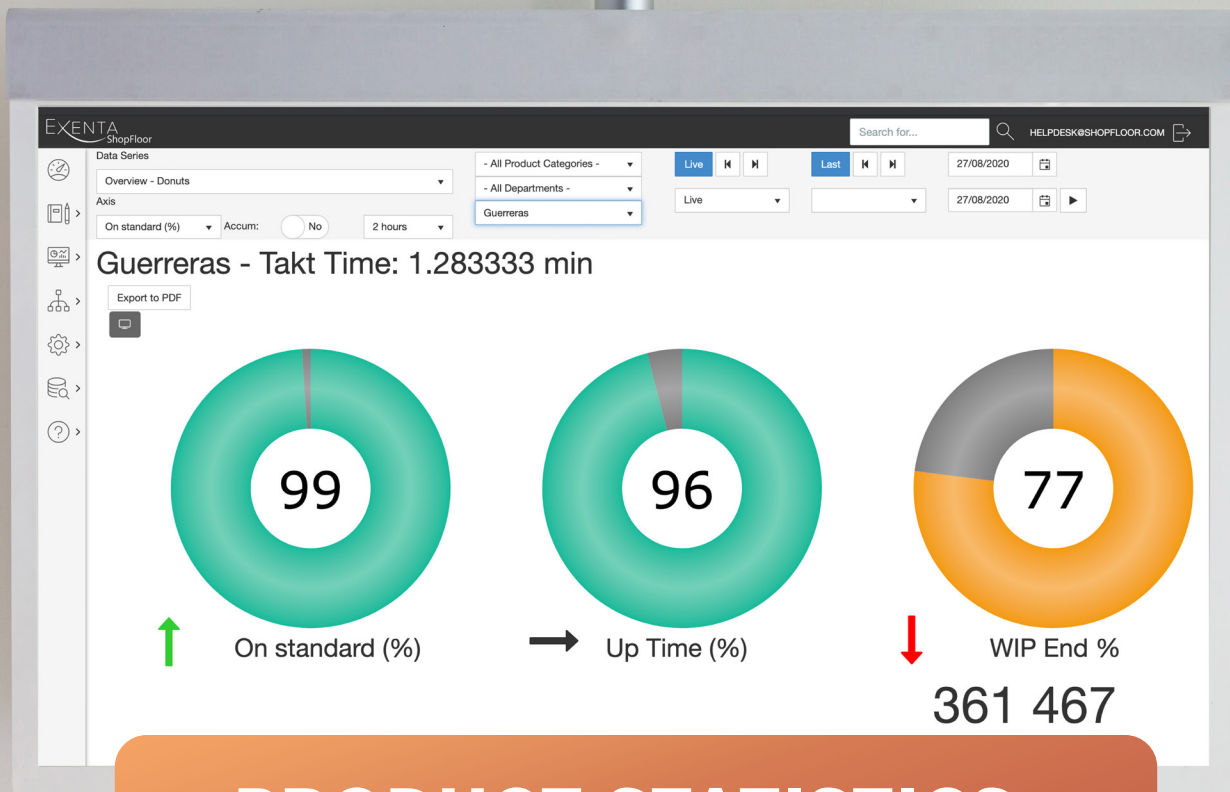 EXENTA
ShopFloor
Search for...
HELPDESK@SHOPFLOOR.COM
Data Series
Overview - Donuts
- All Product Categories -
Live
Last
27/08/2020
- All Departments -
Live
27/08/2020
Axis
On standard (%)
Accum:
No
2 hours
Guerreras
Guerreras - Takt Time: 1.283333 min
Export to PDF
99
96
77
On standard (%)
Up Time (%)
WIP End %
361 467
PRODUCT STATISTICS